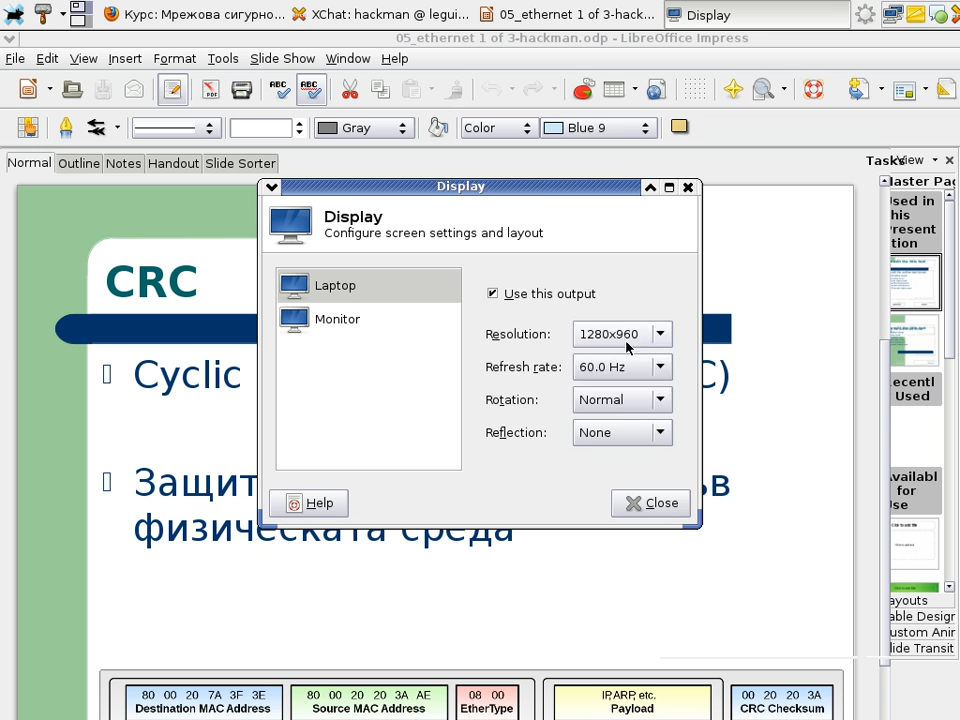 Курс: Мрежова сигурно...
XChat: hackman @ legui...
05_ethernet 1 of 3-hack...
Display
05_ethernet 1 of 3-hackman.odp - LibreOffice Impress
File Edit View Insert Format Tools Slide Show Window Help
ABC ABC
Gray Color Blue 9
Normal Outline Notes Handout Slide Sorter
Tasks View
Display
Display
Configure screen settings and layout
Laptop
Monitor
Use this output
Resolution: 1280x960
Refresh rate: 60.0 Hz
Rotation: Normal
Reflection: None
Help Close
CRC
Cyclic
C)
Защит
ъв
физическата среда
80 00 20 7A 3F 3E
Destination MAC Address
80 00 20 20 3A AE
Source MAC Address
08 00
EtherType
IP, ARP, etc.
Payload
00 20 20 3A
CRC Checksum
laster Pag
Jsed in
this
Present
tion
Recentl
Used
Availabl
for
Use
ayouts
able Design
ustom Anir
lide Transit